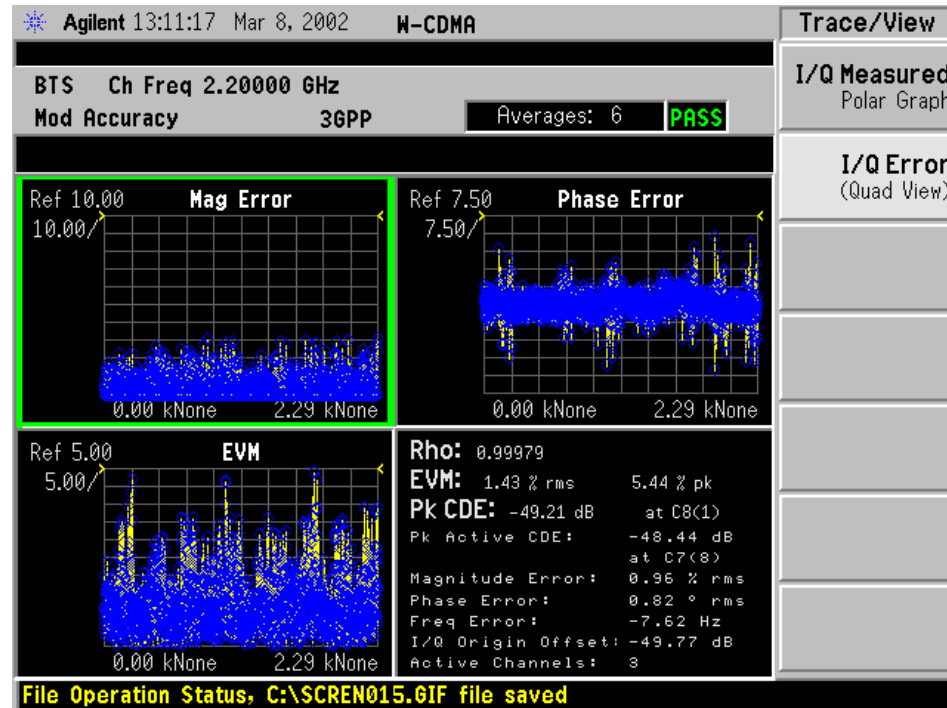 Agilent 13:11:17 Mar 8, 2002 W-CDMA
Trace/View
BTS Ch Freq 2.20000 GHz
Mod Accuracy 3GPP
Averages: 6 PASS
I/Q Measured
Polar Graph
I/Q Error
(Quad View)
Ref 10.00 Mag Error
10.00/
0.00 kNone 2.29 kNone
Ref 7.50 Phase Error
7.50/
0.00 kNone 2.29 kNone
Ref 5.00 EVM
5.00/
0.00 kNone 2.29 kNone
Rho: 0.99979
EVM: 1.43 % rms 5.44 % pk
Pk CDE: -49.21 dB at C8(1)
Pk Active CDE: -48.44 dB
at C7(8)
Magnitude Error: 0.96 % rms
Phase Error: 0.82 ° rms
Freq Error: -7.62 Hz
I/Q Origin Offset: -49.77 dB
Active Channels: 3
File Operation Status, C:\SCREN015.GIF file saved